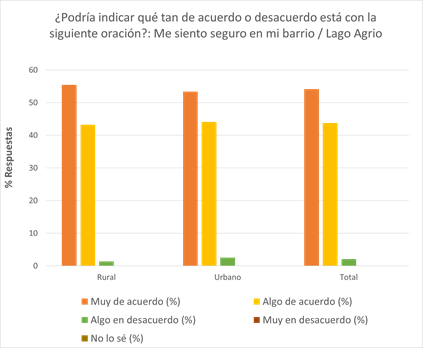 ¿Podría indicar qué tan de acuerdo o desacuerdo está con la
siguiente oración?: Me siento seguro en mi barrio / Lago Agrio
% Respuestas
60
50
40
30
20
10
0
Rural
Urbano
Total
Muy de acuerdo (%)
Algo de acuerdo (%)
Algo en desacuerdo (%)
Muy en desacuerdo (%)
No lo sé (%)